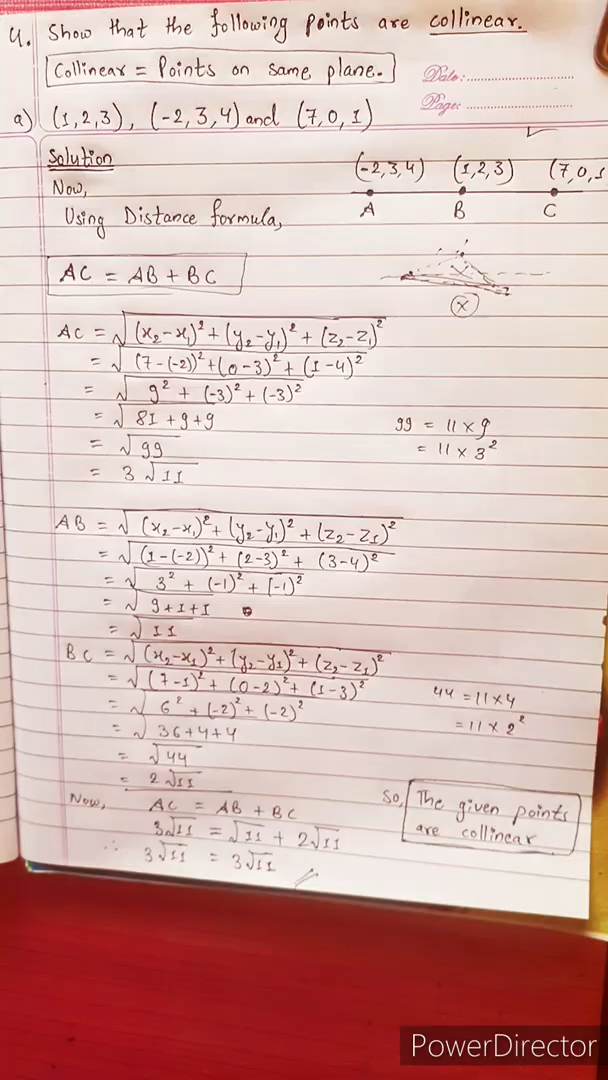 4. Show that the following points are collinear.
Collinear = Points on same plane.
Date:
Page:
a) (1,2,3), (-2,3,4) and (7,0,1)
Solution
(-2,3,4) (1,2,3) (7,0,1
Now,
A B C
Using Distance formula,
AC = AB + BC
AC = √(x₂-x₁)² + (y₂-y₁)² + (z₂-z₁)²
= √(7-(-2))² + (0-3)² + (1-4)²
= √9² + (-3)² + (-3)²
= √81 + 9 + 9
99 = 11 × 9
= √99
= 11 × 3²
= 3√11
AB = √(x₂-x₁)² + (y₂-y₁)² + (z₂-z₁)²
= √(1-(-2))² + (2-3)² + (3-4)²
= √3² + (-1)² + (-1)²
= √9+1+1
= √11
BC = √(x₂-x₁)² + (y₂-y₁)² + (z₂-z₁)²
= √(7-1)² + (0-2)² + (1-3)²
44 = 11 × 4
= √6² + (-2)² + (-2)²
= 11 × 2²
= √36+4+4
= √44
= 2√11
Now, AC = AB + BC
So, The given points
3√11 = √11 + 2√11
are collinear
∴ 3√11 = 3√11
PowerDirector